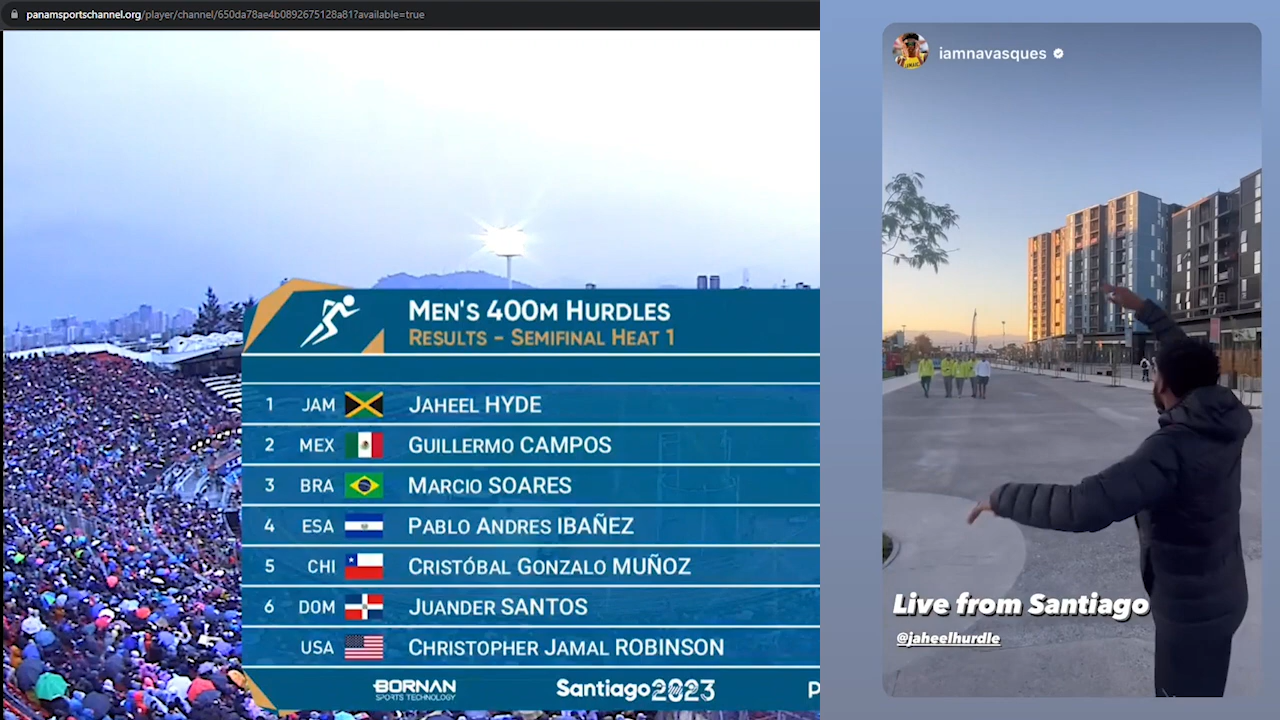 panamsportschannel.org/player/channel/650da78ae4b0892675128a81?available=true
MEN'S 400M HURDLES
RESULTS - SEMIFINAL HEAT 1
1 JAM JAHEEL HYDE
2 MEX GUILLERMO CAMPOS
3 BRA MARCIO SOARES
4 ESA PABLO ANDRES IBAÑEZ
5 CHI CRISTÓBAL GONZALO MUÑOZ
6 DOM JUANDER SANTOS
USA CHRISTOPHER JAMAL ROBINSON
BORNAN
SPORTS TECHNOLOGY
Santiago2023
P
iamnavasques
Live from Santiago
@jaheelhurdle